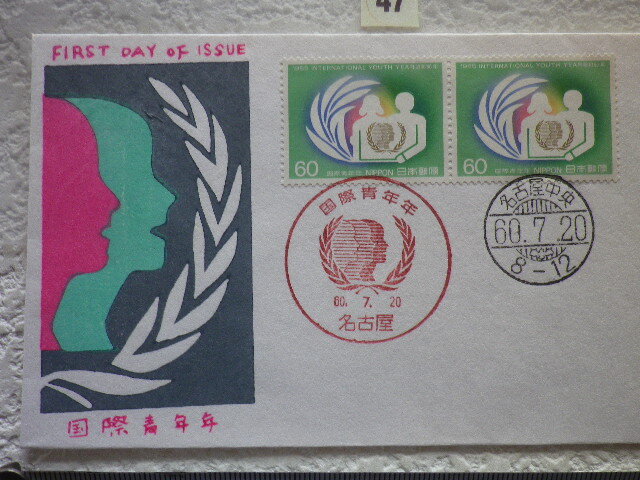 47
FIRST DAY OF ISSUE
1985 INTERNATIONAL YOUTH YEAR
60 国際青年年 NIPPON 日本郵便
1985 INTERNATIONAL YOUTH YEAR
60 国際青年年 NIPPON 日本郵便
国際青年年
60. 7. 20
名古屋
名古屋中央
60.7.20
8-12
国際青年年